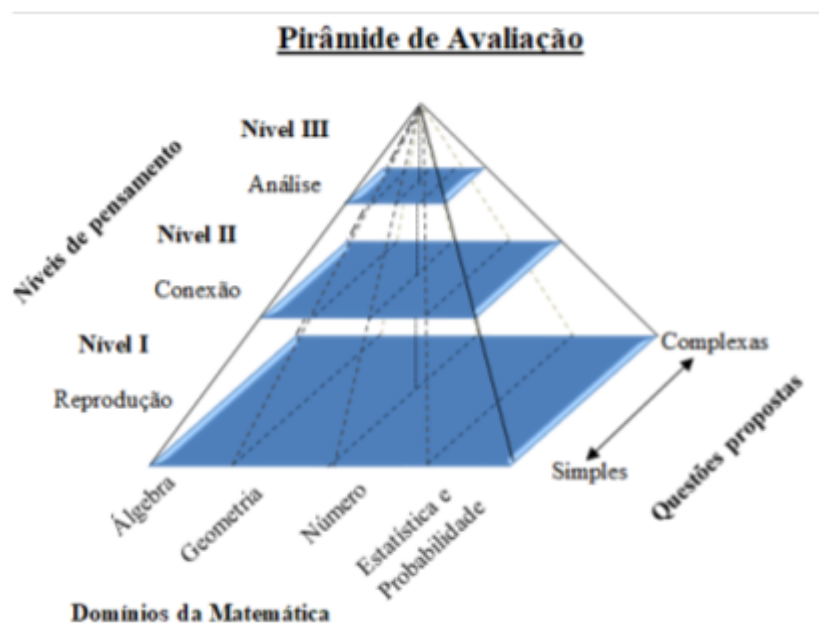 Pirâmide de Avaliação
Nível III
Análise
Nível II
Conexão
Nível I
Reprodução
Níveis de pensamento
Complexas
Simples
Questões propostas
Álgebra
Geometria
Número
Estatística e
Probabilidade
Domínios da Matemática